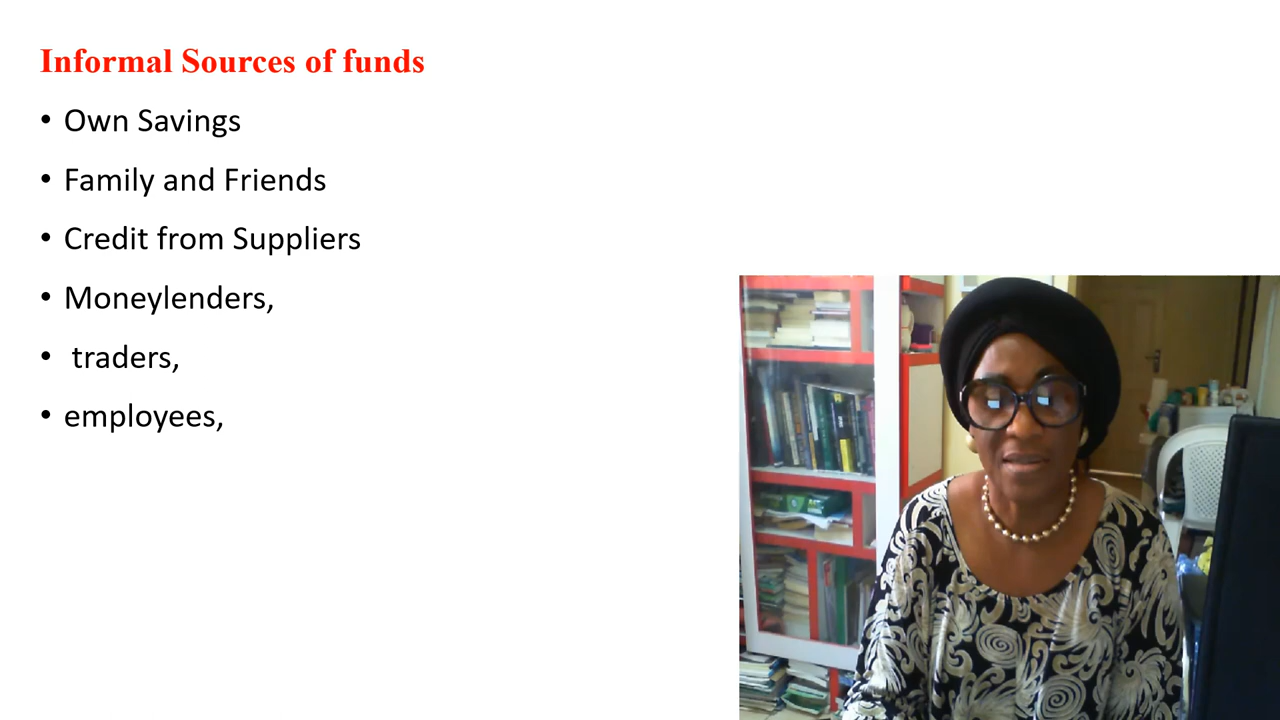 Informal Sources of funds
• Own Savings
• Family and Friends
• Credit from Suppliers
• Moneylenders,
• traders,
• employees,